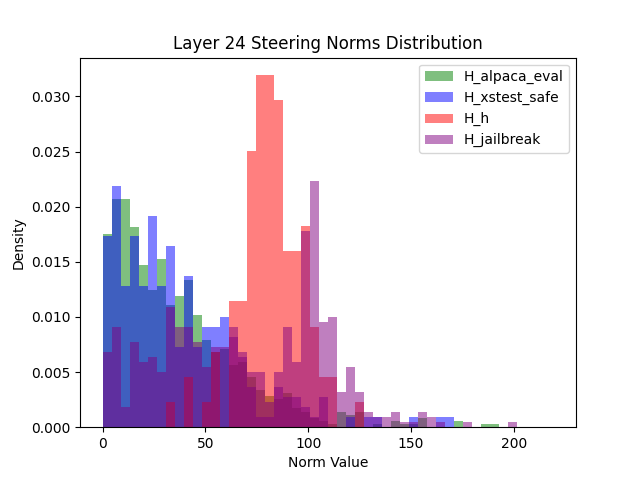 Layer 24 Steering Norms Distribution
H_alpaca_eval
H_xstest_safe
H_h
H_jailbreak
0.030
0.025
0.020
0.015
0.010
0.005
0.000
Density
0 50 100 150 200
Norm Value